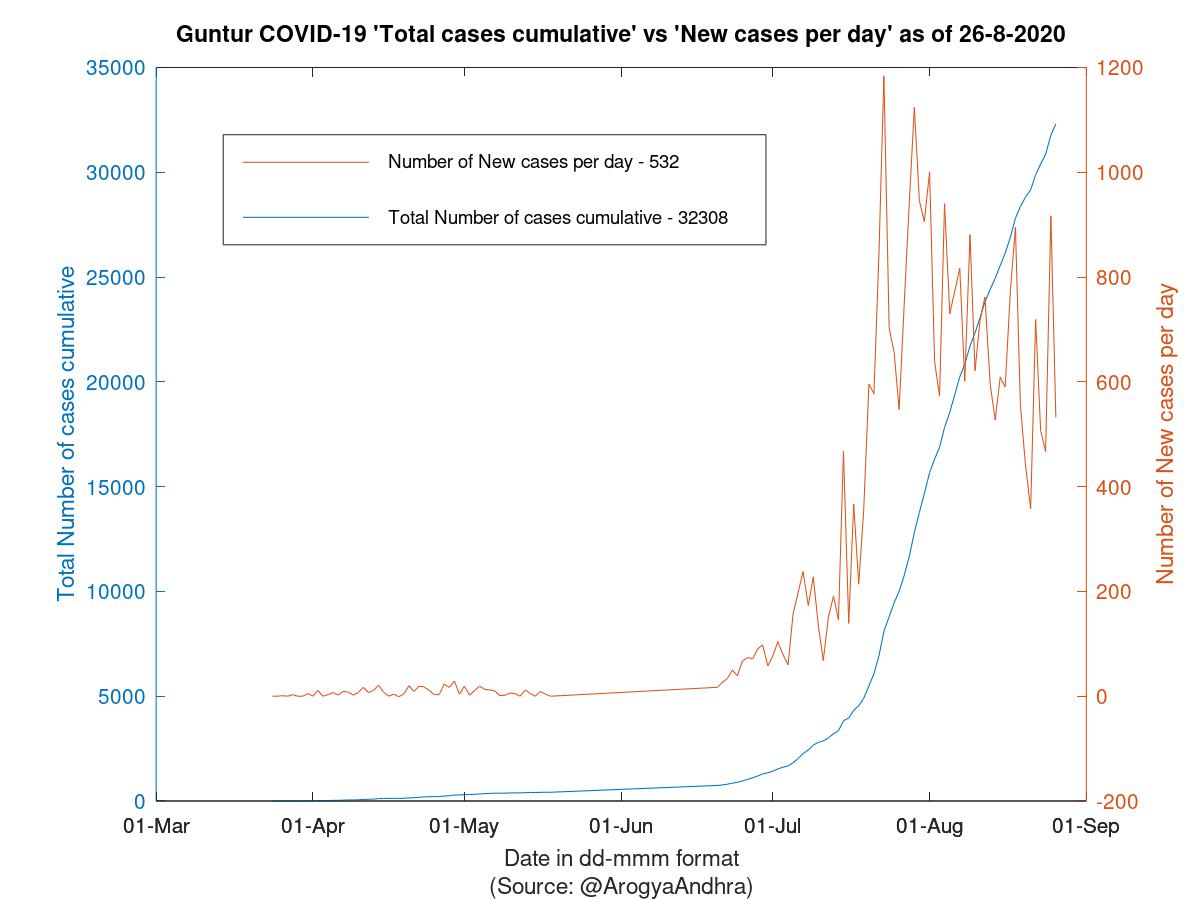 Guntur COVID-19 'Total cases cumulative' vs 'New cases per day' as of 26-8-2020
35000
30000
25000
20000
15000
10000
5000
0
Total Number of cases cumulative
Number of New cases per day - 532
Total Number of cases cumulative - 32308
1200
1000
800
600
400
200
0
-200
Number of New cases per day
01-Mar 01-Apr 01-May 01-Jun 01-Jul 01-Aug 01-Sep
Date in dd-mmm format
(Source: @ArogyaAndhra)